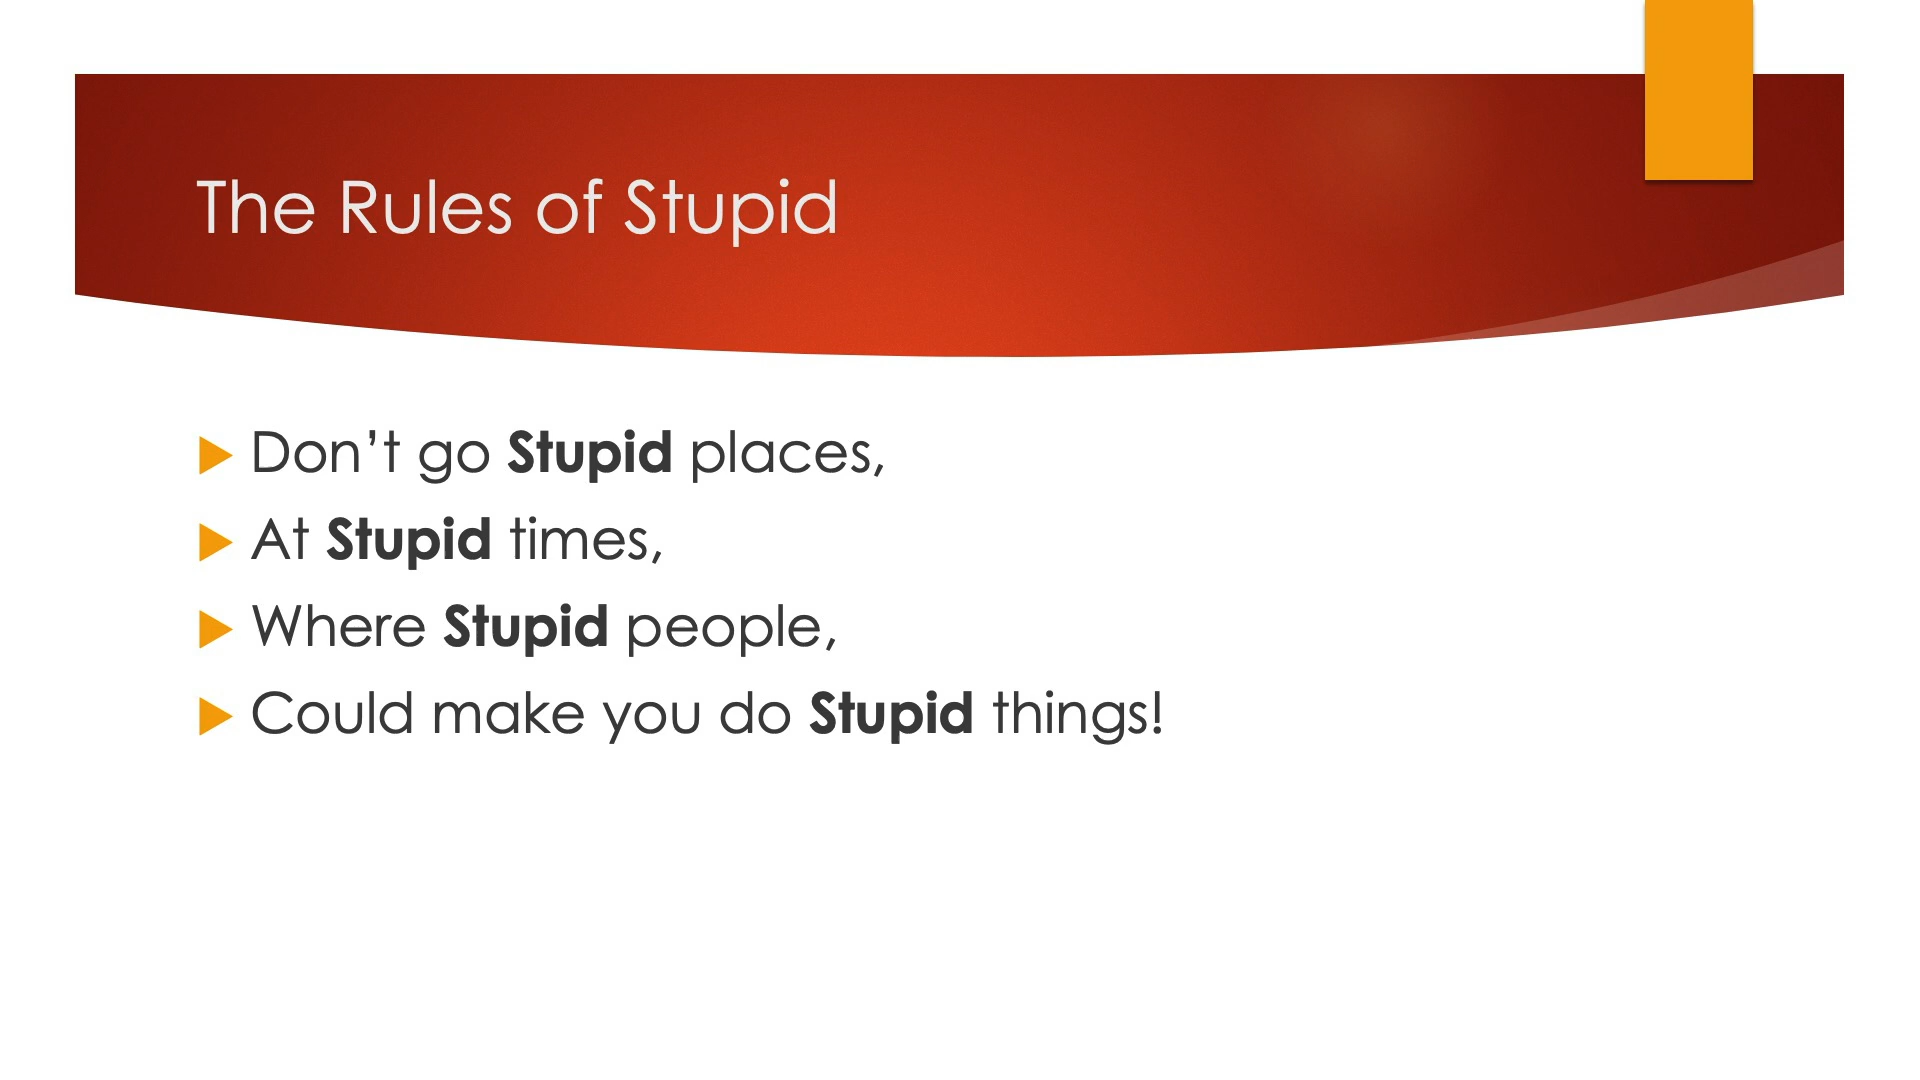 The Rules of Stupid
Don’t go Stupid places,
At Stupid times,
Where Stupid people,
Could make you do Stupid things!